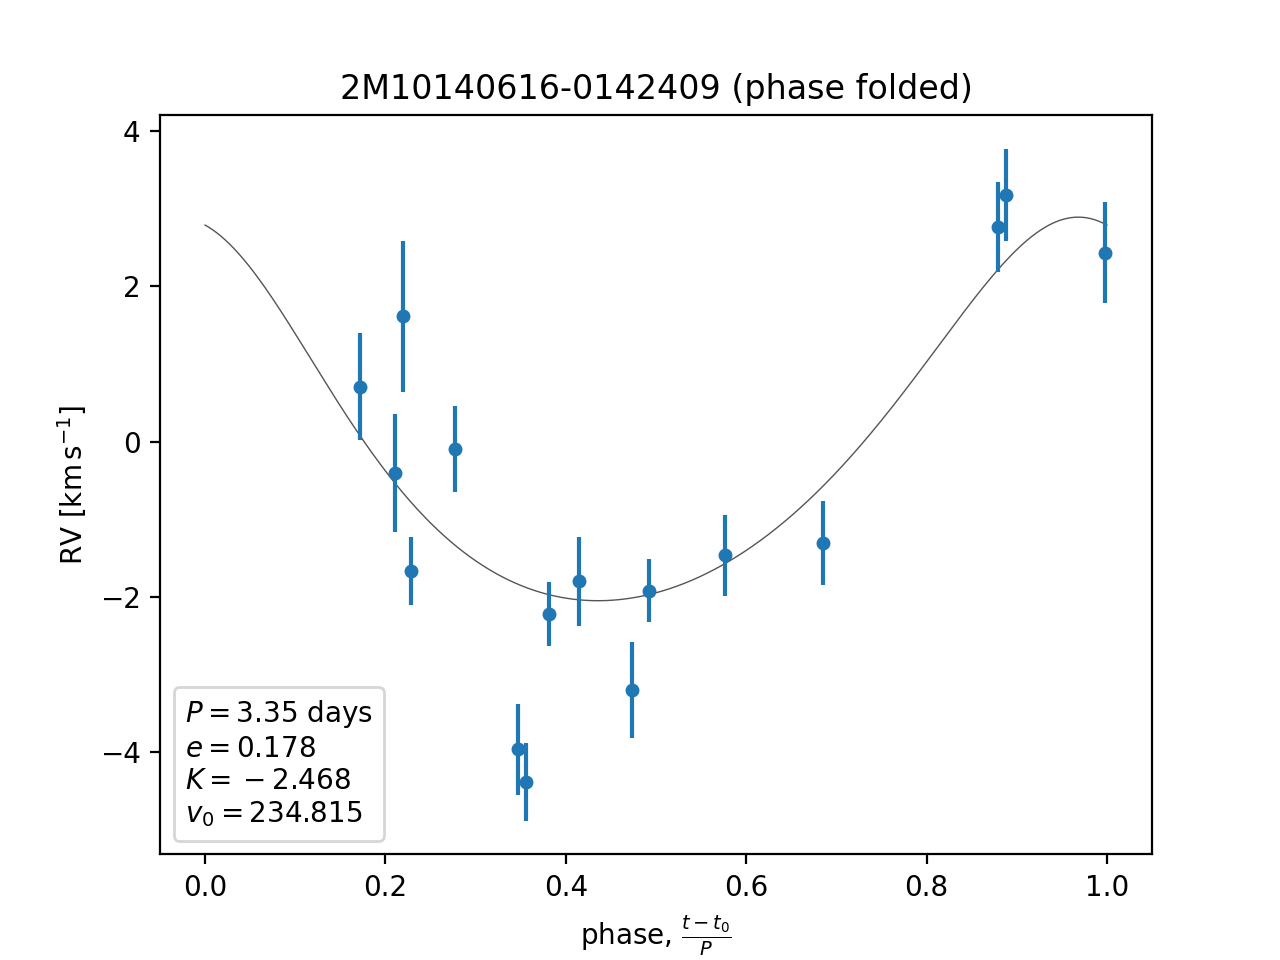 2M10140616-0142409 (phase folded)
4
2
0
−2
−4
RV [km s⁻¹]
P = 3.35 days
e = 0.178
K = − 2.468
v₀ = 234.815
0.0 0.2 0.4 0.6 0.8 1.0
phase, (t − t₀)/P